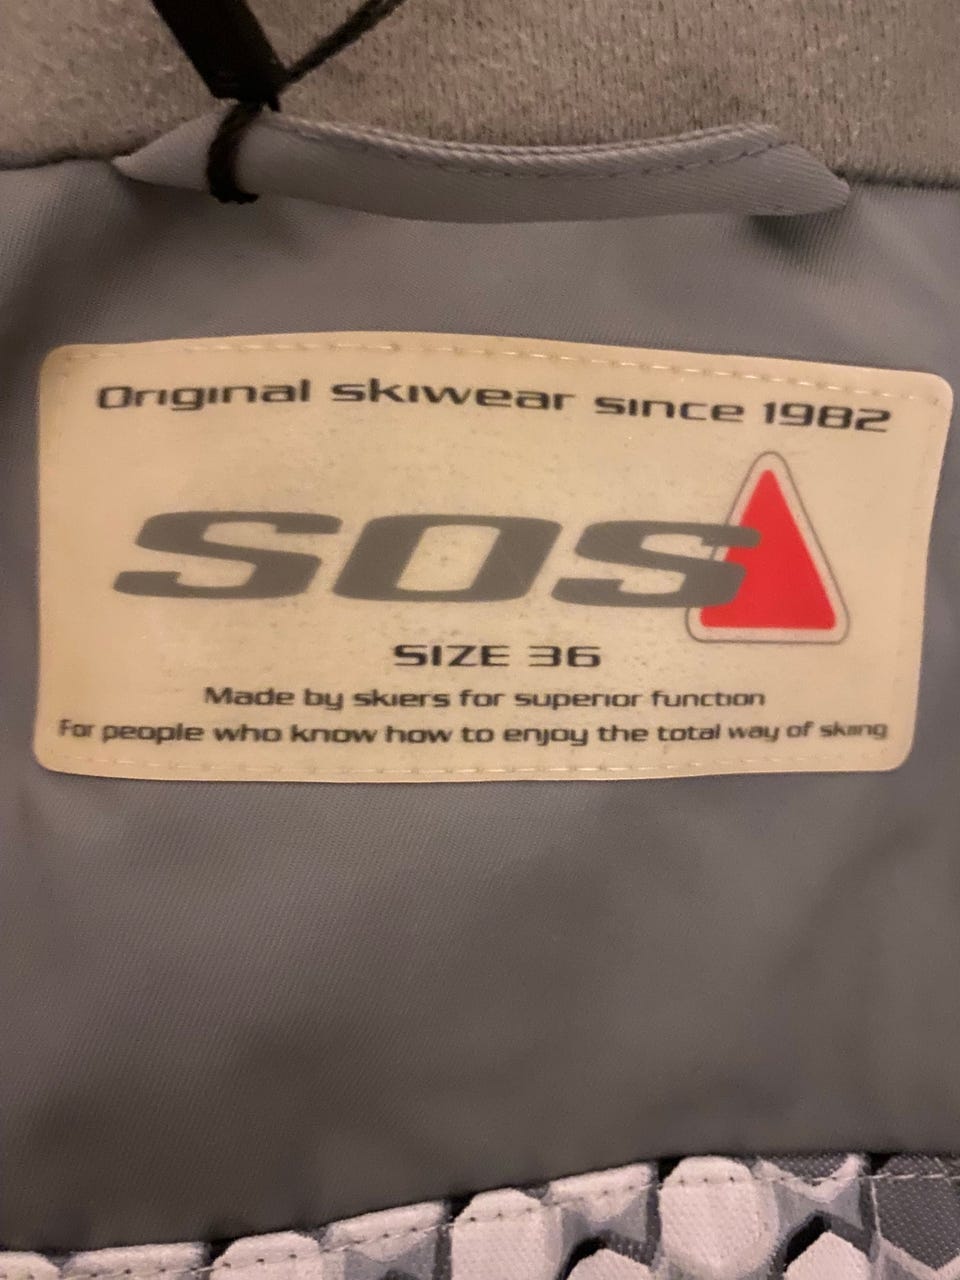 Original skiwear since 1982
SOS
SIZE 36
Made by skiers for superior function
For people who know how to enjoy the total way of skiing